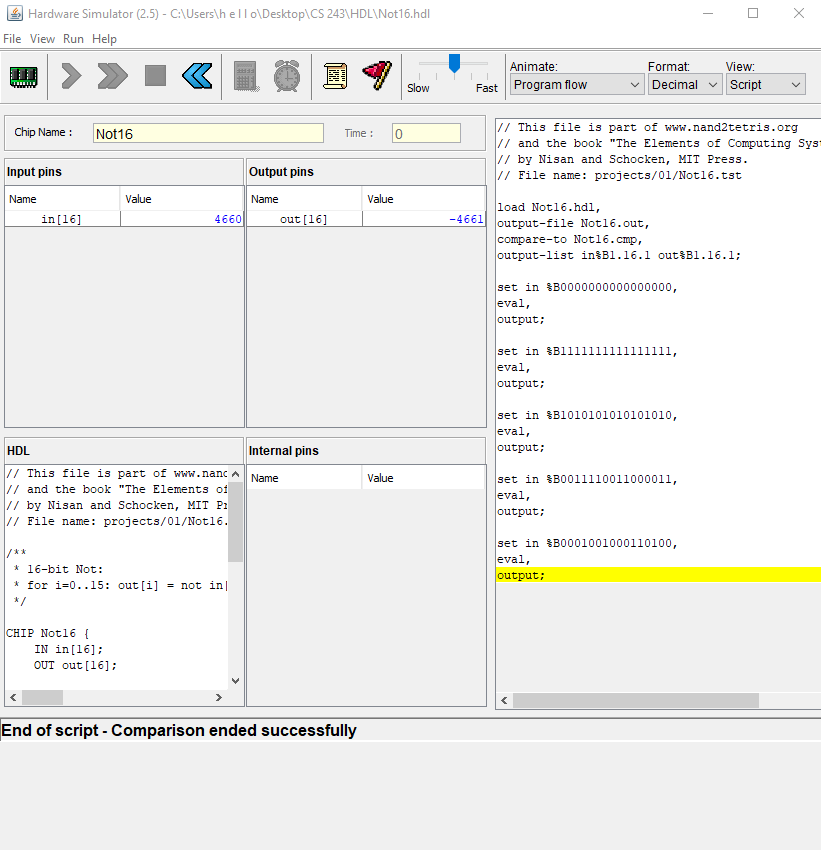 Hardware Simulator (2.5) - C:\Users\h e l l o\Desktop\CS 243\HDL\Not16.hdl
File View Run Help
Slow Fast
Animate: Format: View:
Program flow Decimal Script
Chip Name : Not16 Time : 0
Input pins
Name Value
in[16] 4660
Output pins
Name Value
out[16] -4661
HDL
// This file is part of www.nand
// and the book "The Elements of
// by Nisan and Schocken, MIT Pr
// File name: projects/01/Not16.
/**
* 16-bit Not:
* for i=0..15: out[i] = not in[
*/
CHIP Not16 {
IN in[16];
OUT out[16];
Internal pins
Name Value
// This file is part of www.nand2tetris.org
// and the book "The Elements of Computing Sys
// by Nisan and Schocken, MIT Press.
// File name: projects/01/Not16.tst
load Not16.hdl,
output-file Not16.out,
compare-to Not16.cmp,
output-list in%B1.16.1 out%B1.16.1;
set in %B0000000000000000,
eval,
output;
set in %B1111111111111111,
eval,
output;
set in %B1010101010101010,
eval,
output;
set in %B0011110011000011,
eval,
output;
set in %B0001001000110100,
eval,
output;
End of script - Comparison ended successfully